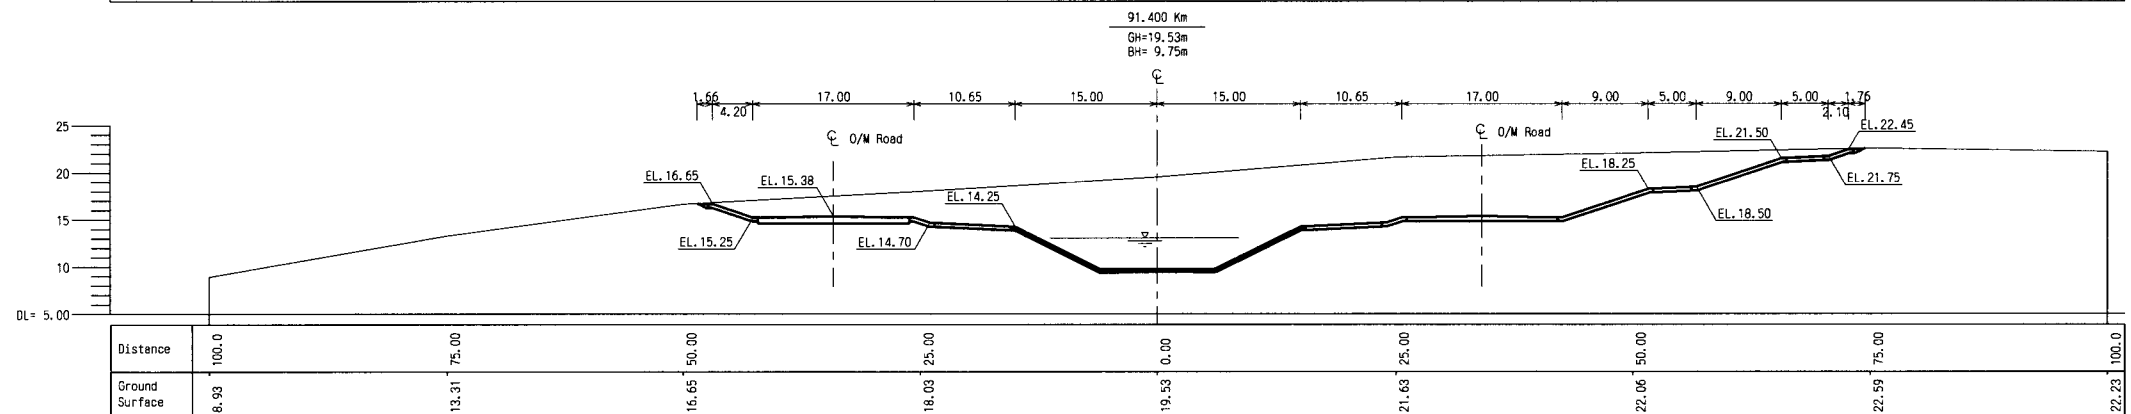 91.400 Km
GH=19.53m
BH= 9.75m
℄
1.66 4.20 17.00 10.65 15.00 15.00 10.65 17.00 9.00 5.00 9.00 5.00 2.10 1.76
℄ O/M Road
℄ O/M Road
EL.22.45
EL.21.50
EL.18.25
EL.16.65
EL.15.38
EL.14.25
EL.21.75
EL.18.50
EL.15.25
EL.14.70
25
20
15
10
DL= 5.00
Distance 100.0 75.00 50.00 25.00 0.00 25.00 50.00 75.00 100.0
Ground
Surface 8.93 13.31 16.65 18.03 19.53 21.63 22.06 22.59 22.23